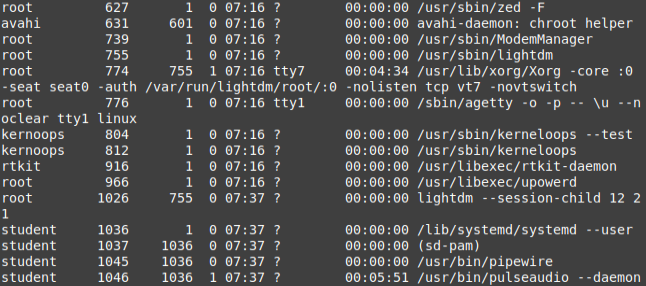 root         627       1  0 07:16 ?        00:00:00 /usr/sbin/zed -F
avahi        631     601  0 07:16 ?        00:00:00 avahi-daemon: chroot helper
root         739       1  0 07:16 ?        00:00:00 /usr/sbin/ModemManager
root         755       1  0 07:16 ?        00:00:00 /usr/sbin/lightdm
root         774     755  1 07:16 tty7     00:04:34 /usr/lib/xorg/Xorg -core :0
-seat seat0 -auth /var/run/lightdm/root/:0 -nolisten tcp vt7 -novtswitch
root         776       1  0 07:16 tty1     00:00:00 /sbin/agetty -o -p -- \u --n
oclear tty1 linux
kernoops     804       1  0 07:16 ?        00:00:00 /usr/sbin/kerneloops --test
kernoops     812       1  0 07:16 ?        00:00:00 /usr/sbin/kerneloops
rtkit        916       1  0 07:16 ?        00:00:00 /usr/libexec/rtkit-daemon
root         966       1  0 07:16 ?        00:00:00 /usr/libexec/upowerd
root        1026     755  0 07:37 ?        00:00:00 lightdm --session-child 12 2
1
student     1036       1  0 07:37 ?        00:00:00 /lib/systemd/systemd --user
student     1037    1036  0 07:37 ?        00:00:00 (sd-pam)
student     1045    1036  0 07:37 ?        00:00:00 /usr/bin/pipewire
student     1046    1036  1 07:37 ?        00:05:51 /usr/bin/pulseaudio --daemon